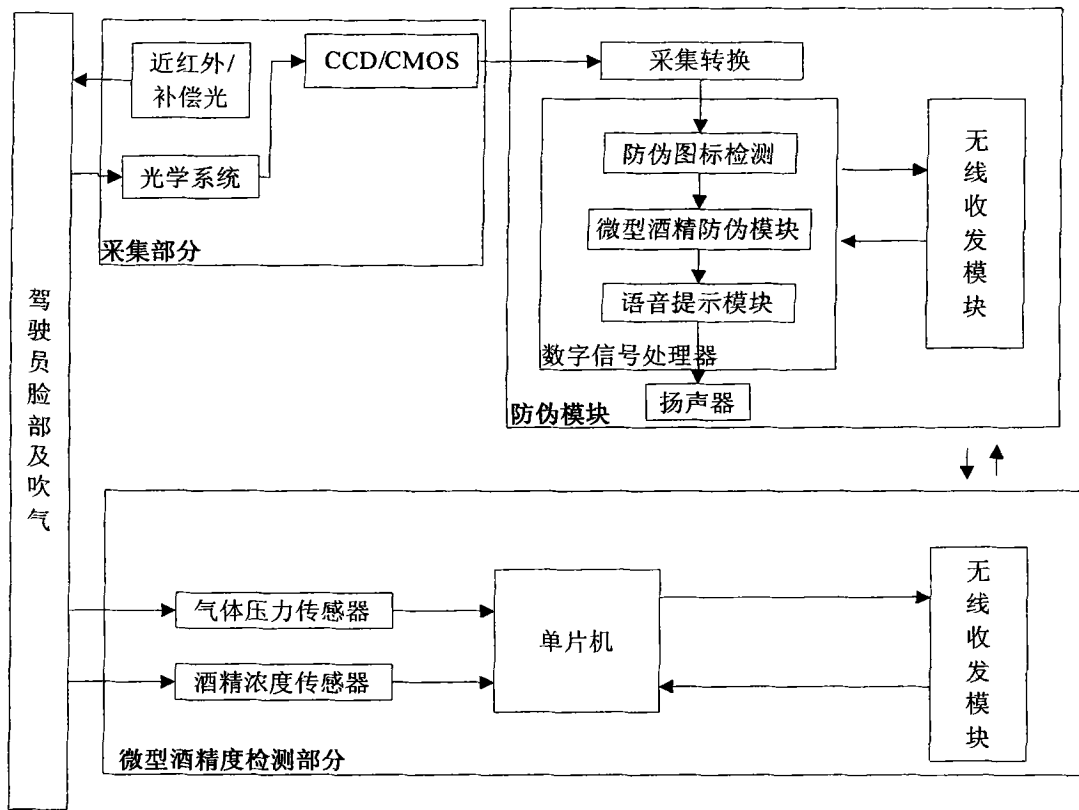 驾驶员脸部及吹气
近红外/
补偿光
CCD/CMOS
光学系统
采集部分
采集转换
防伪图标检测
微型酒精防伪模块
语音提示模块
数字信号处理器
扬声器
防伪模块
无线收发模块
气体压力传感器
酒精浓度传感器
单片机
无线收发模块
微型酒精度检测部分